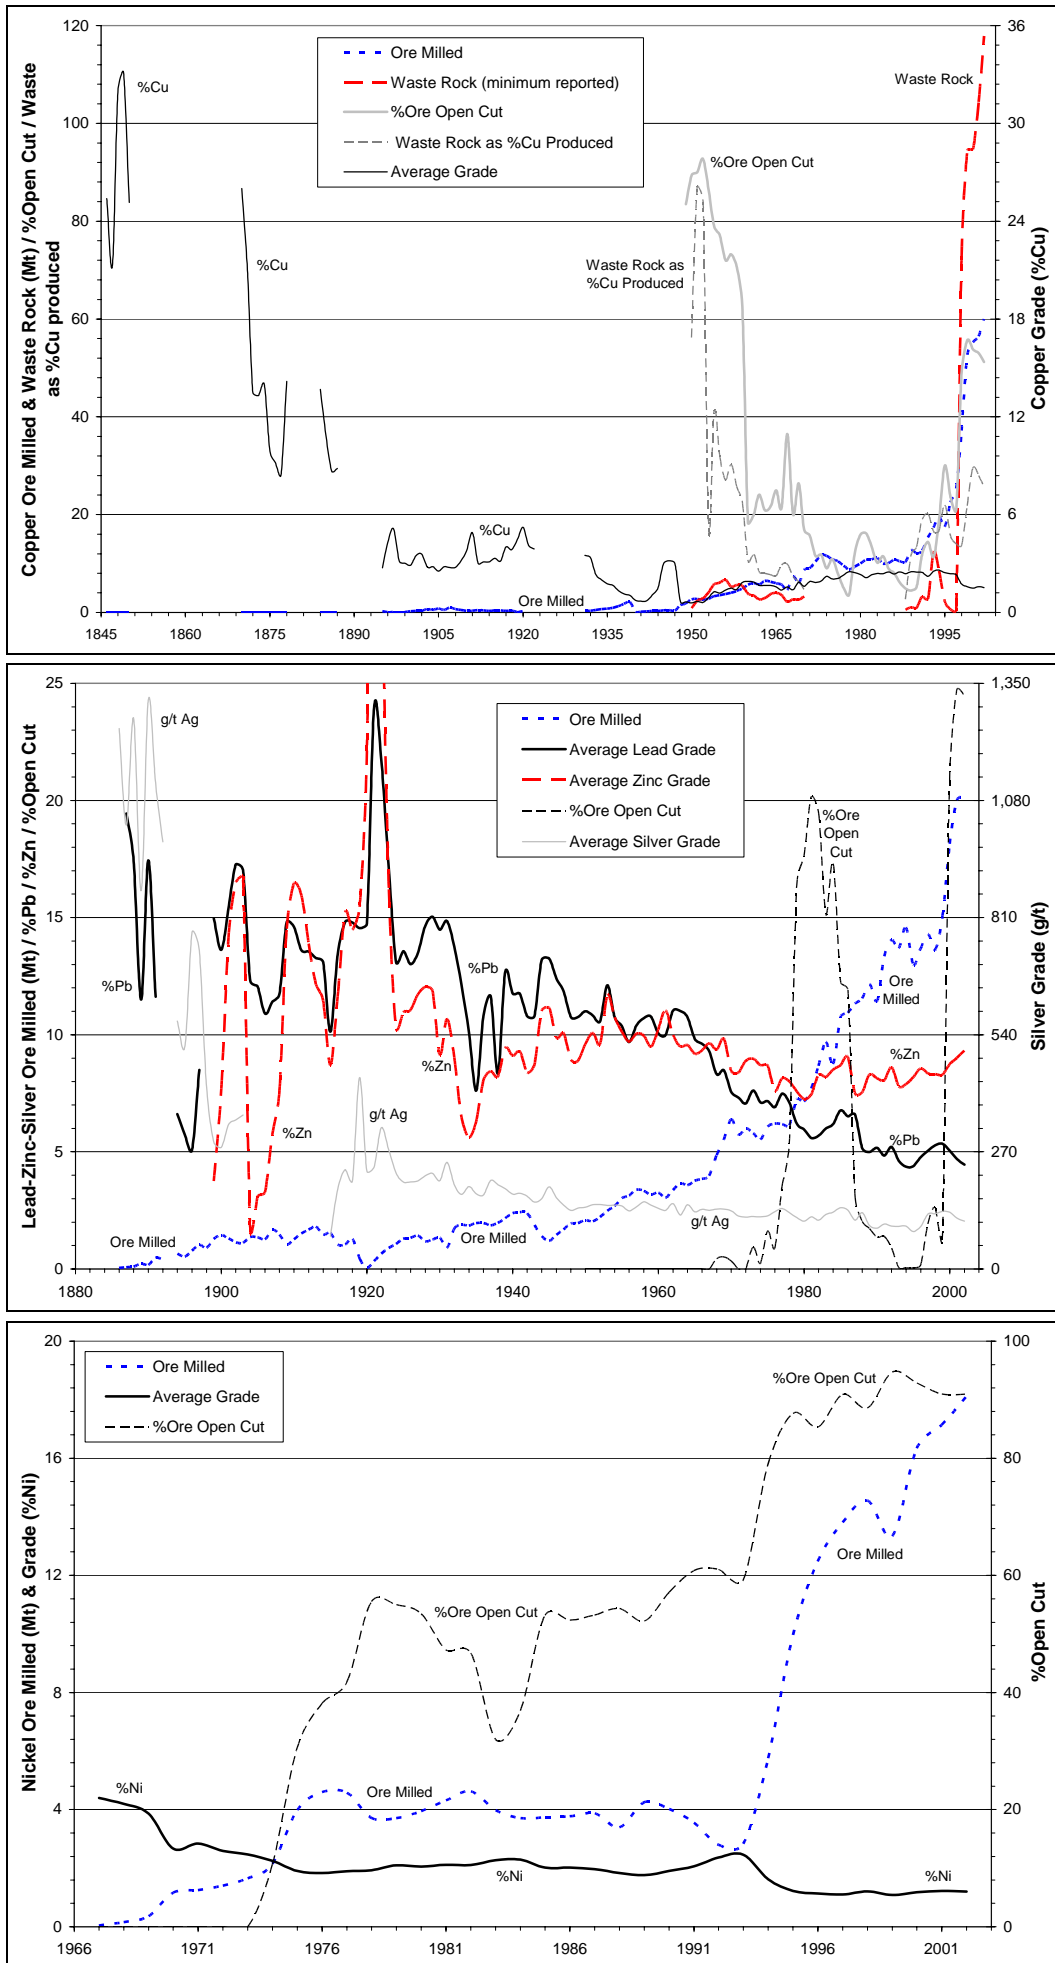 Copper Ore Milled & Waste Rock (Mt) / %Open Cut / Waste
as %Cu produced
120
100
80
60
40
20
0
36
30
24
18
12
6
0
Copper Grade (%Cu)
Ore Milled
Waste Rock (minimum reported)
%Ore Open Cut
Waste Rock as %Cu Produced
Average Grade
%Cu
Waste Rock
%Ore Open Cut
%Cu
Waste Rock as
%Cu Produced
%Cu
Ore Milled
1845 1860 1875 1890 1905 1920 1935 1950 1965 1980 1995
Lead-Zinc-Silver Ore Milled (Mt) / %Pb / %Zn / %Open Cut
25
20
15
10
5
0
1,350
1,080
810
540
270
0
Silver Grade (g/t)
Ore Milled
Average Lead Grade
Average Zinc Grade
%Ore Open Cut
Average Silver Grade
g/t Ag
%Ore
Open
Cut
%Pb
%Pb
Ore
Milled
%Zn
%Zn
g/t Ag
%Zn
%Pb
g/t Ag
Ore Milled
Ore Milled
1880 1900 1920 1940 1960 1980 2000
Nickel Ore Milled (Mt) & Grade (%Ni)
20
16
12
8
4
0
100
80
60
40
20
0
%Open Cut
Ore Milled
Average Grade
%Ore Open Cut
%Ore Open Cut
Ore Milled
%Ore Open Cut
%Ni
Ore Milled
%Ni
%Ni
1966 1971 1976 1981 1986 1991 1996 2001